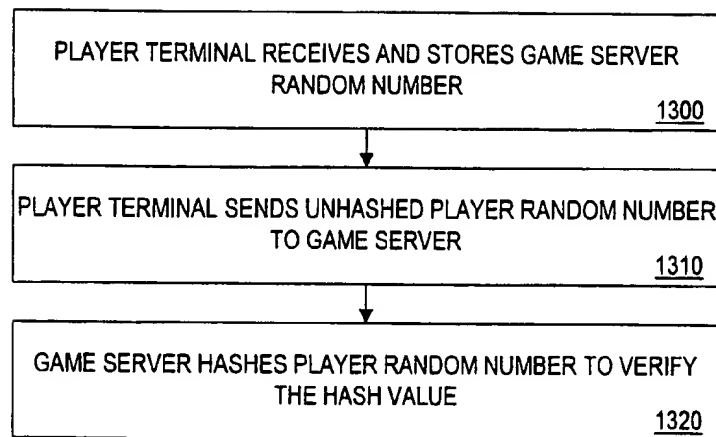 PLAYER TERMINAL RECEIVES AND STORES GAME SERVER
RANDOM NUMBER
1300
PLAYER TERMINAL SENDS UNHASHED PLAYER RANDOM NUMBER
TO GAME SERVER
1310
GAME SERVER HASHES PLAYER RANDOM NUMBER TO VERIFY
THE HASH VALUE
1320